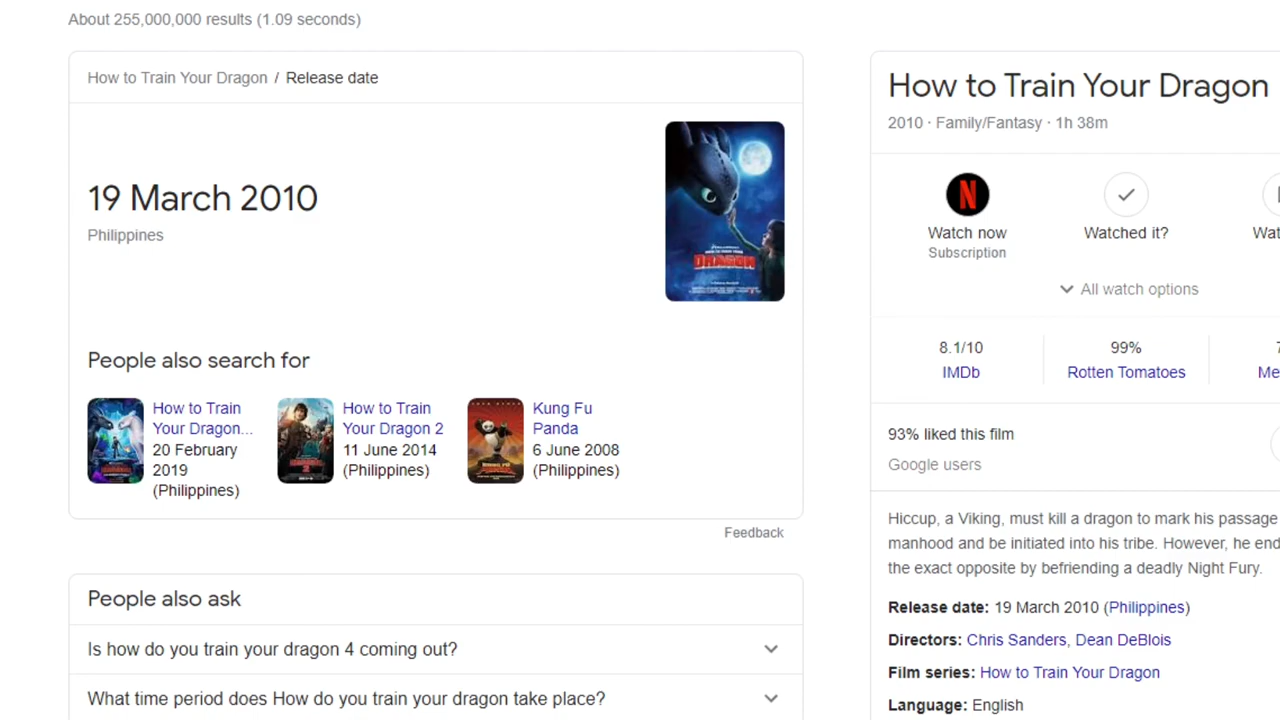 About 255,000,000 results (1.09 seconds)
How to Train Your Dragon / Release date
19 March 2010
Philippines
DRAGON
People also search for
How to Train
Your Dragon...
20 February
2019
(Philippines)
How to Train
Your Dragon 2
11 June 2014
(Philippines)
Kung Fu
Panda
6 June 2008
(Philippines)
Feedback
People also ask
Is how do you train your dragon 4 coming out?
What time period does How do you train your dragon take place?
How to Train Your Dragon
2010 · Family/Fantasy · 1h 38m
N
Watch now
Subscription
Watched it?
Wat
All watch options
8.1/10
IMDb
99%
Rotten Tomatoes
7
Me
93% liked this film
Google users
Hiccup, a Viking, must kill a dragon to mark his passage
manhood and be initiated into his tribe. However, he end
the exact opposite by befriending a deadly Night Fury.
Release date: 19 March 2010 (Philippines)
Directors: Chris Sanders, Dean DeBlois
Film series: How to Train Your Dragon
Language: English